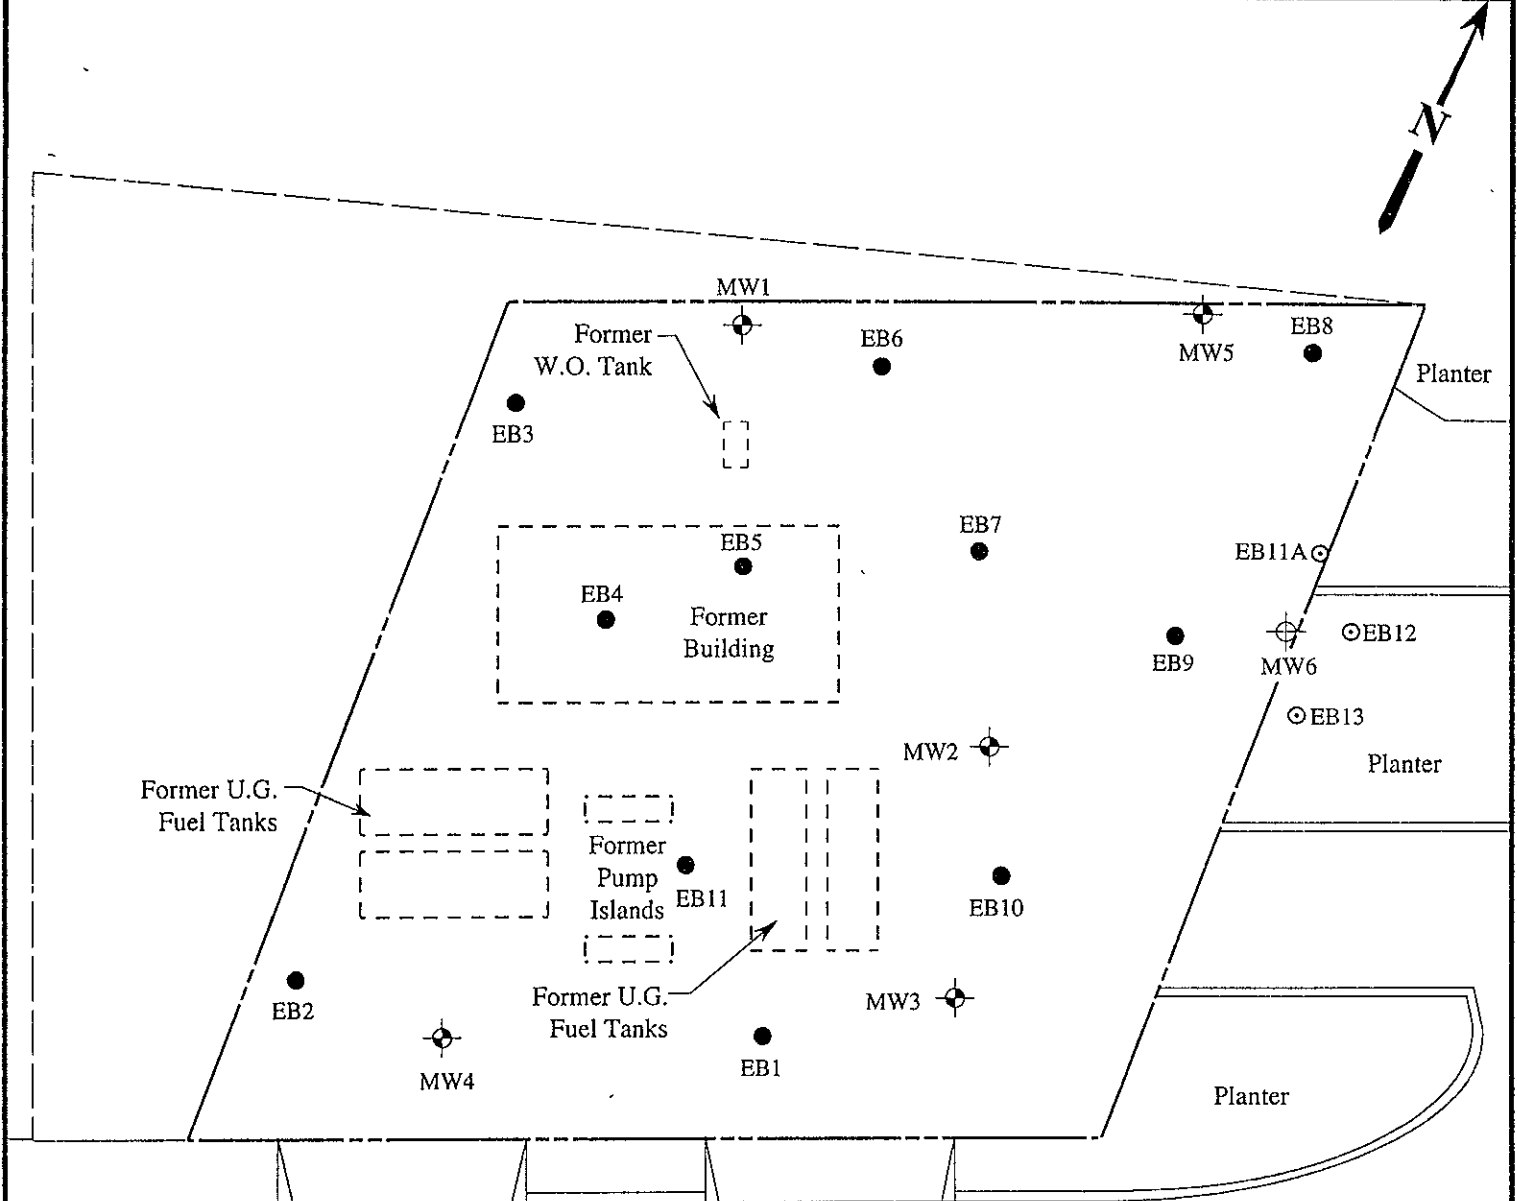 N
MW1
Former
W.O. Tank
EB6
MW5
EB8
Planter
EB3
EB7
EB5
EB11A
EB4
Former
Building
EB9
MW6
EB12
EB13
MW2
Planter
Former U.G.
Fuel Tanks
Former
Pump
Islands
EB11
EB10
EB2
Former U.G.
Fuel Tanks
MW3
MW4
EB1
Planter